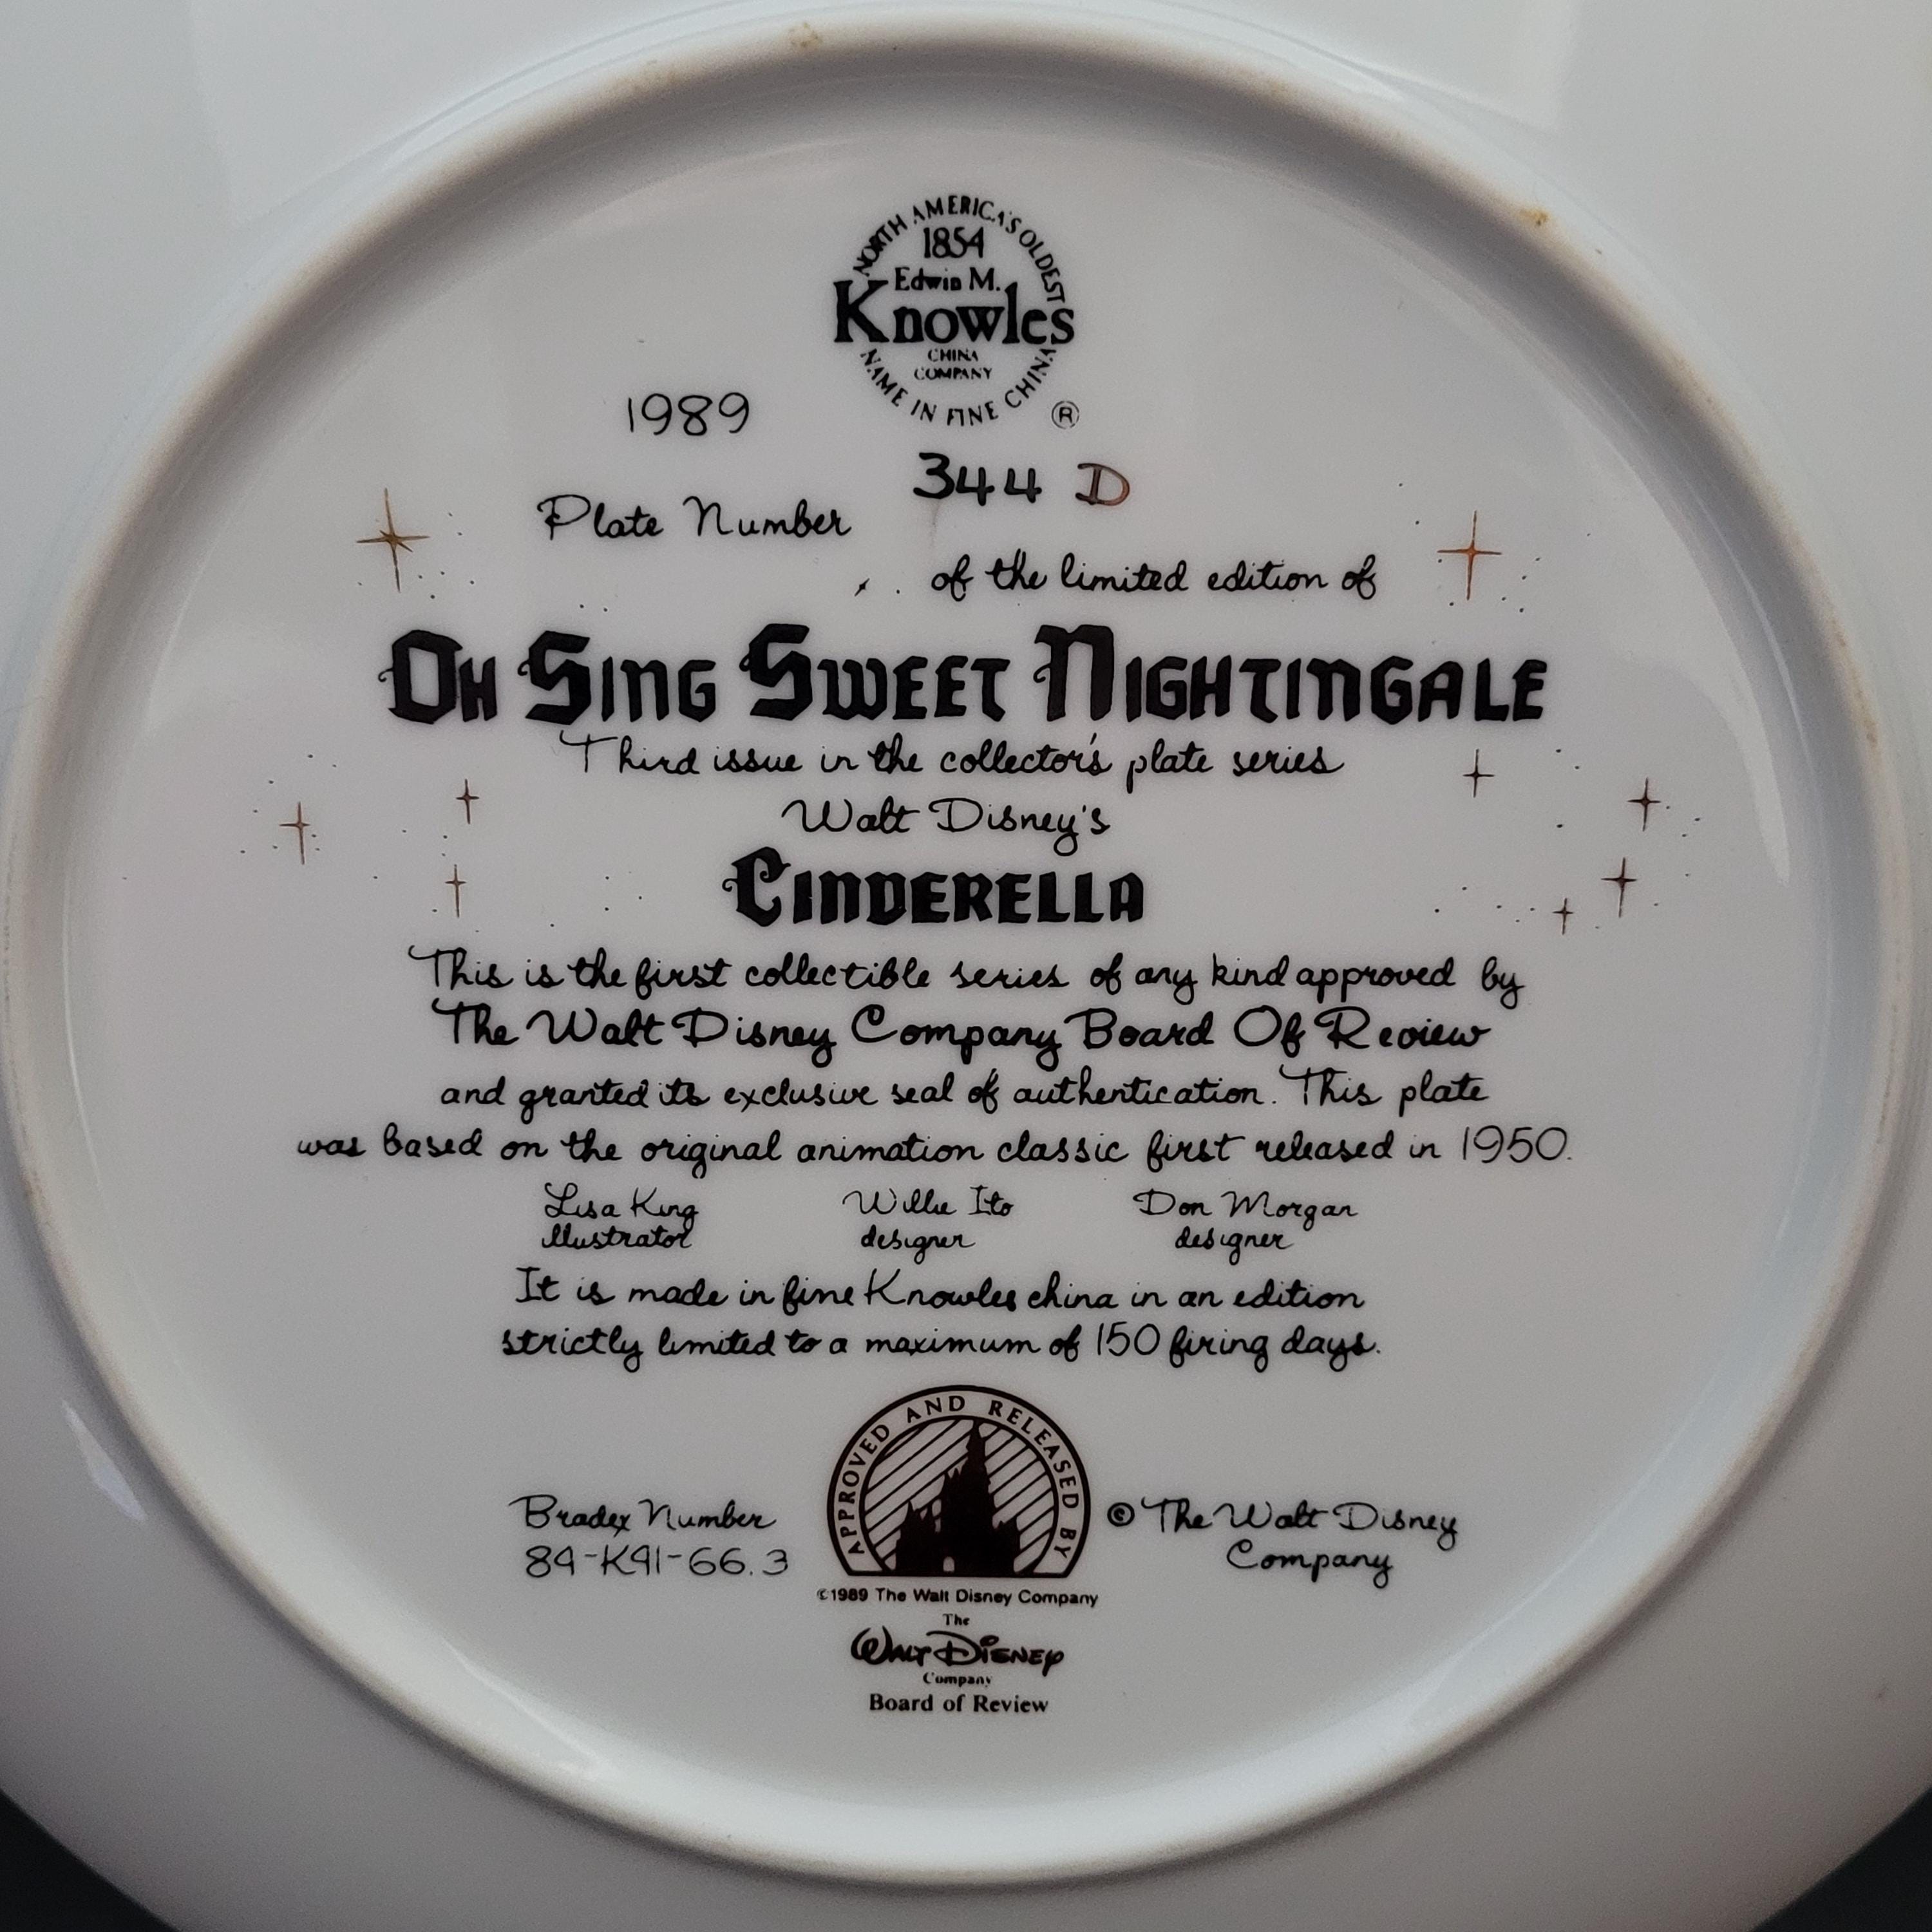 NORTH AMERICA'S OLDEST
1854
Edwin M.
Knowles
CHINA
COMPANY
NAME IN FINE CHINA
®
1989
344 D
Plate Number
of the limited edition of
OH SING SWEET NIGHTINGALE
Third issue in the collector's plate series
Walt Disney's
CINDERELLA
This is the first collectible series of any kind approved by
The Walt Disney Company Board Of Review
and granted its exclusive seal of authentication. This plate
was based on the original animation classic first released in 1950.
Lisa King Willie Ito Don Morgan
illustrator designer designer
It is made in fine Knowles china in an edition
strictly limited to a maximum of 150 firing days.
APPROVED AND RELEASED BY
Bradex Number © The Walt Disney
84-K41-66.3 Company
©1989 The Walt Disney Company
The
WALT DISNEY
Company
Board of Review